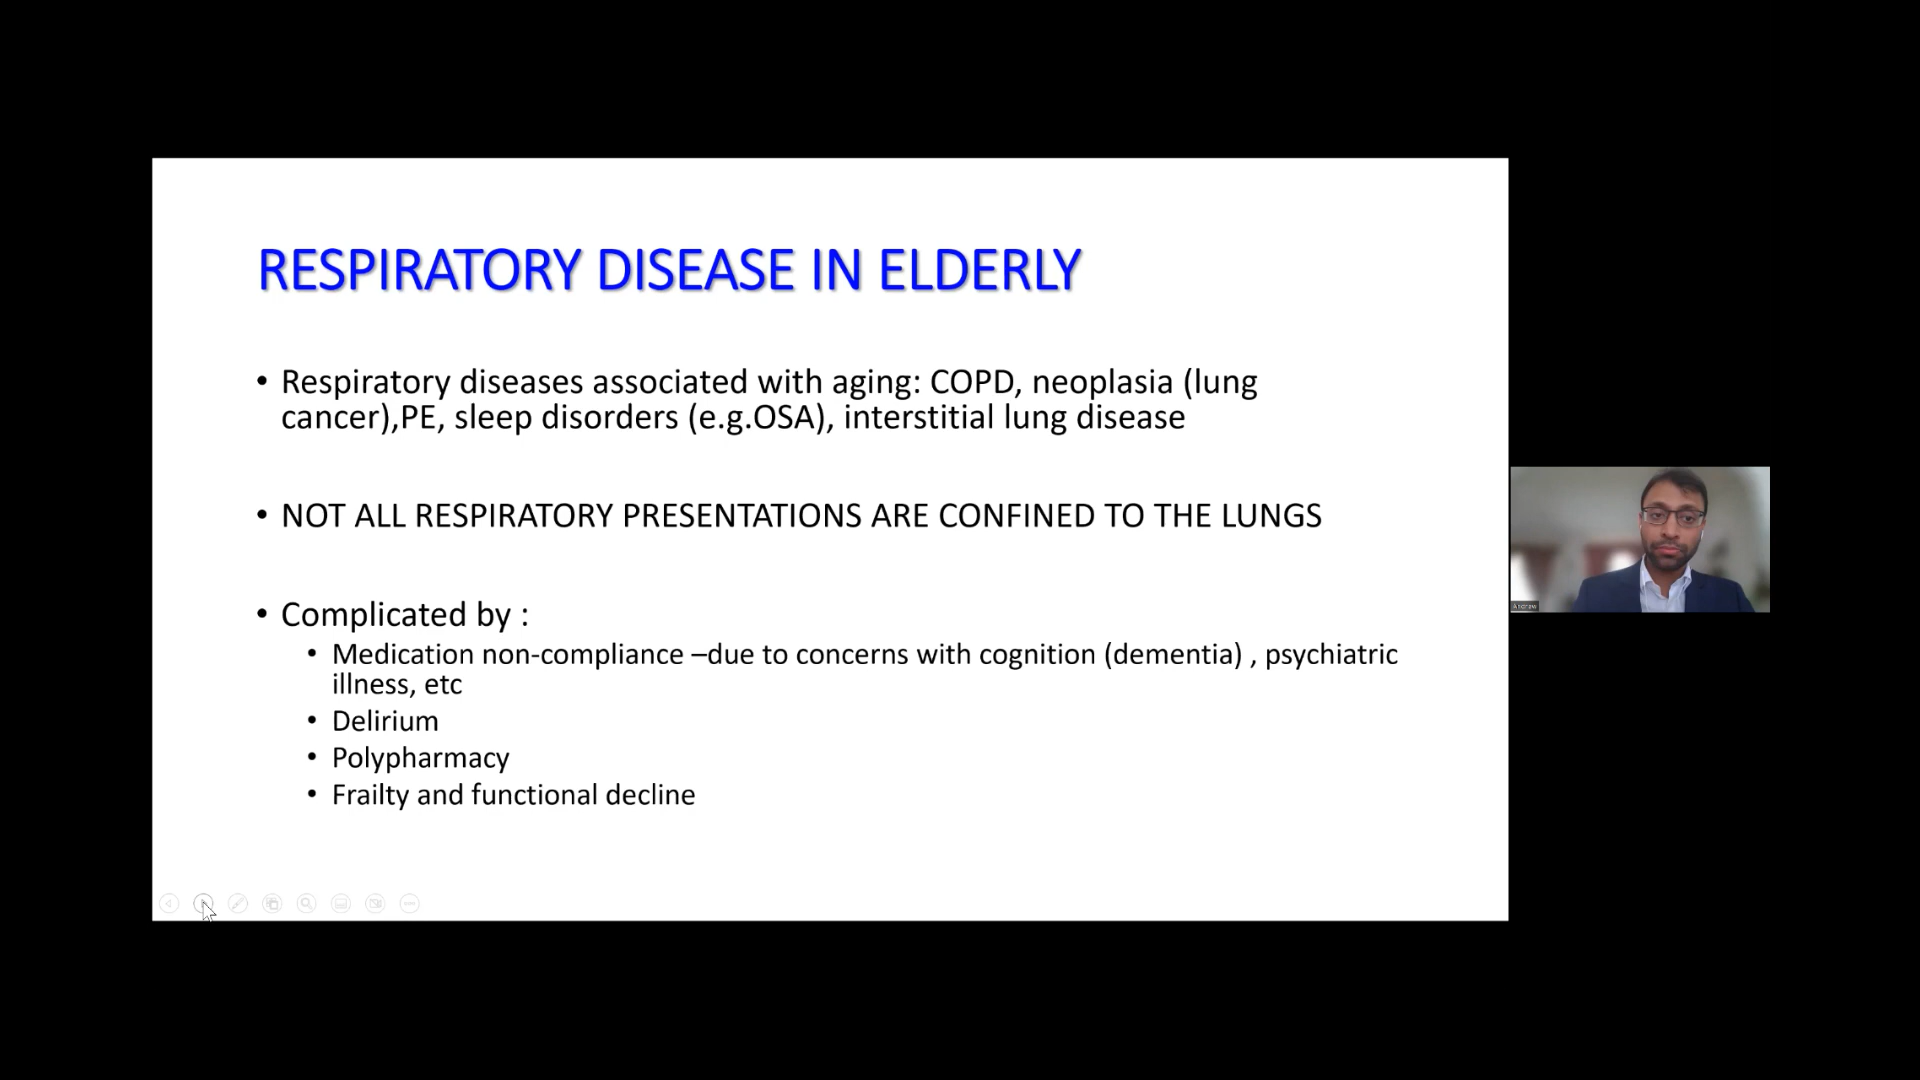 RESPIRATORY DISEASE IN ELDERLY
• Respiratory diseases associated with aging: COPD, neoplasia (lung
cancer),PE, sleep disorders (e.g.OSA), interstitial lung disease
• NOT ALL RESPIRATORY PRESENTATIONS ARE CONFINED TO THE LUNGS
• Complicated by :
• Medication non-compliance –due to concerns with cognition (dementia) , psychiatric
illness, etc
• Delirium
• Polypharmacy
• Frailty and functional decline
Andrew